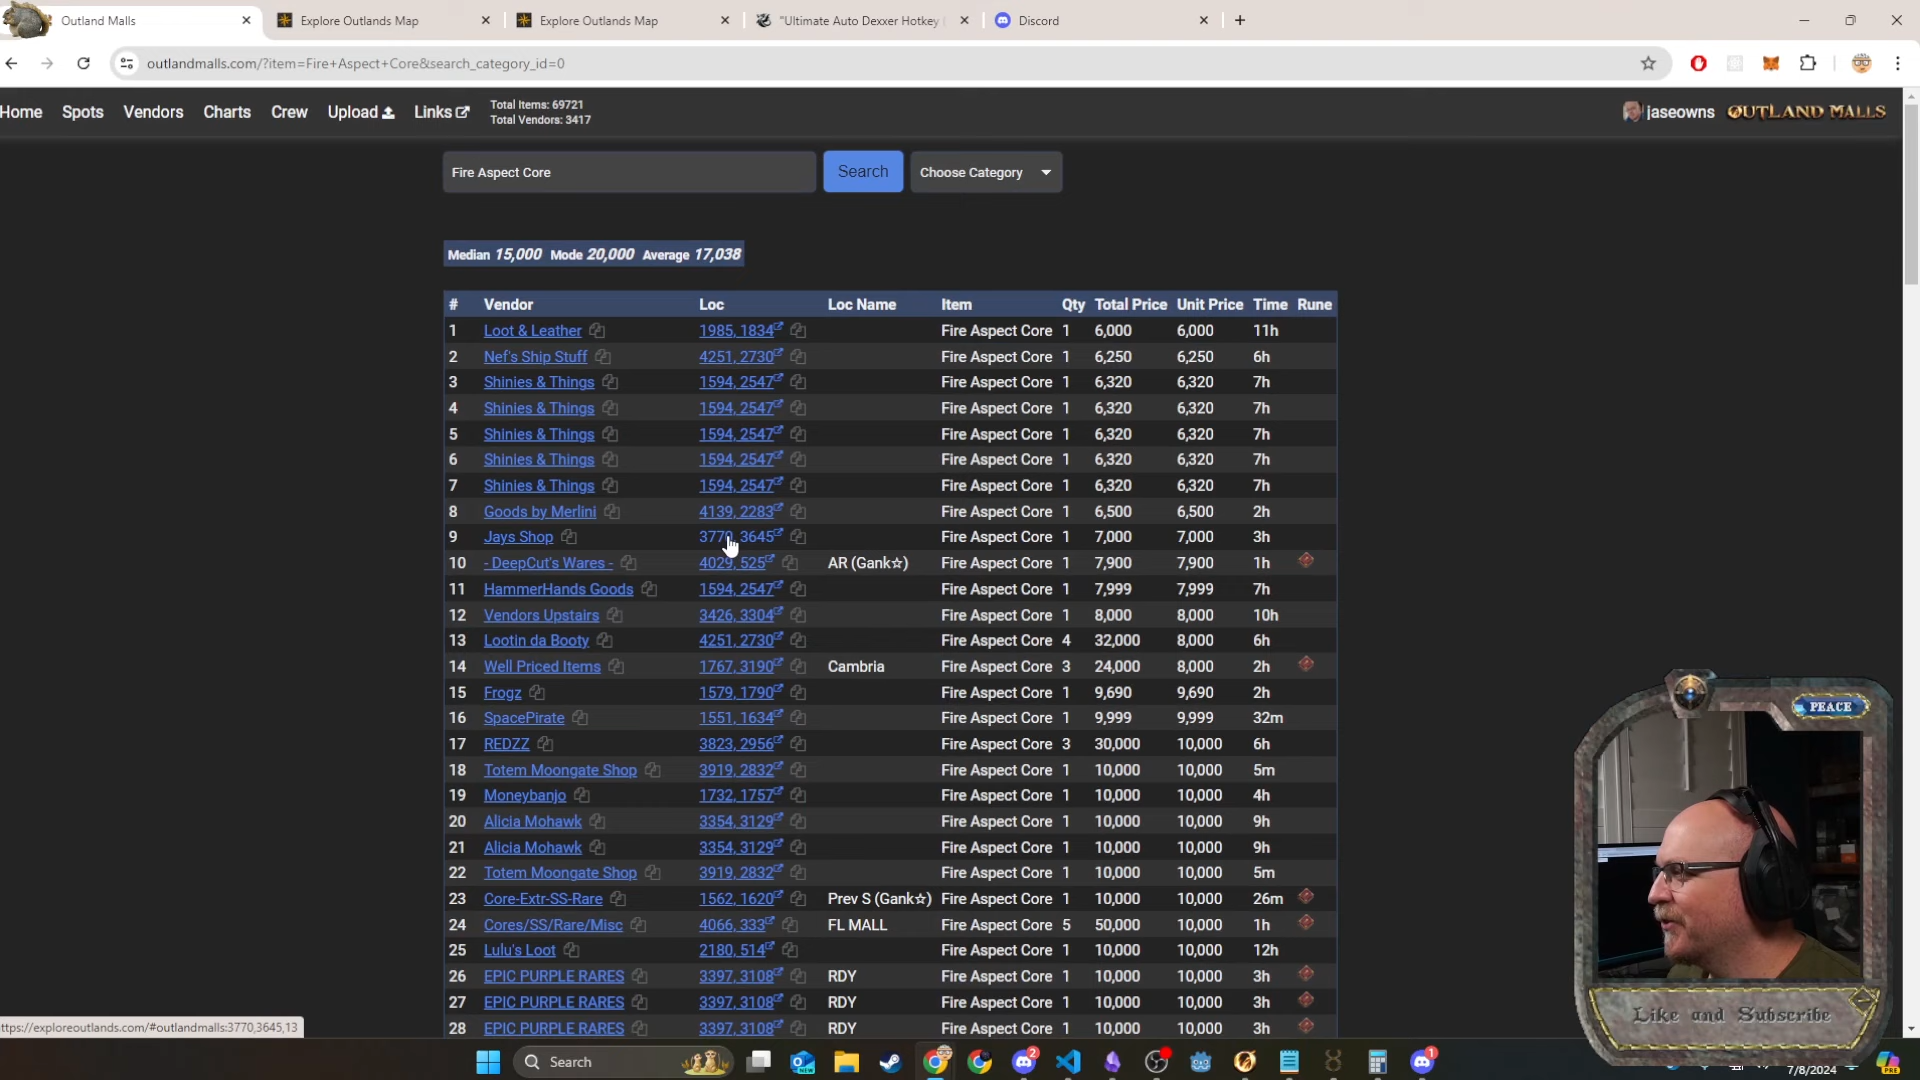 Outland Malls
Explore Outlands Map
Explore Outlands Map
"Ultimate Auto Dexxer Hotkey
Discord
outlandmalls.com/?item=Fire+Aspect+Core&search_category_id=0
Home Spots Vendors Charts Crew Upload Links
Total Items: 69721
Total Vendors: 3417
jaseowns
OUTLAND MALLS
Fire Aspect Core
Search
Choose Category
Median 15,000 Mode 20,000 Average 17,038
# Vendor Loc Loc Name Item Qty Total Price Unit Price Time Rune
1 Loot & Leather 1985, 1834 Fire Aspect Core 1 6,000 6,000 11h
2 Nef's Ship Stuff 4251, 2730 Fire Aspect Core 1 6,250 6,250 6h
3 Shinies & Things 1594, 2547 Fire Aspect Core 1 6,320 6,320 7h
4 Shinies & Things 1594, 2547 Fire Aspect Core 1 6,320 6,320 7h
5 Shinies & Things 1594, 2547 Fire Aspect Core 1 6,320 6,320 7h
6 Shinies & Things 1594, 2547 Fire Aspect Core 1 6,320 6,320 7h
7 Shinies & Things 1594, 2547 Fire Aspect Core 1 6,320 6,320 7h
8 Goods by Merlini 4139, 2283 Fire Aspect Core 1 6,500 6,500 2h
9 Jays Shop 3770, 3645 Fire Aspect Core 1 7,000 7,000 3h
10 - DeepCut's Wares - 4029, 525 AR (Gank☆) Fire Aspect Core 1 7,900 7,900 1h
11 HammerHands Goods 1594, 2547 Fire Aspect Core 1 7,999 7,999 7h
12 Vendors Upstairs 3426, 3304 Fire Aspect Core 1 8,000 8,000 10h
13 Lootin da Booty 4251, 2730 Fire Aspect Core 4 32,000 8,000 6h
14 Well Priced Items 1767, 3190 Cambria Fire Aspect Core 3 24,000 8,000 2h
15 Frogz 1579, 1790 Fire Aspect Core 1 9,690 9,690 2h
16 SpacePirate 1551, 1634 Fire Aspect Core 1 9,999 9,999 32m
17 REDZZ 3823, 2956 Fire Aspect Core 3 30,000 10,000 6h
18 Totem Moongate Shop 3919, 2832 Fire Aspect Core 1 10,000 10,000 5m
19 Moneybanjo 1732, 1757 Fire Aspect Core 1 10,000 10,000 4h
20 Alicia Mohawk 3354, 3129 Fire Aspect Core 1 10,000 10,000 9h
21 Alicia Mohawk 3354, 3129 Fire Aspect Core 1 10,000 10,000 9h
22 Totem Moongate Shop 3919, 2832 Fire Aspect Core 1 10,000 10,000 5m
23 Core-Extr-SS-Rare 1562, 1620 Prev S (Gank☆) Fire Aspect Core 1 10,000 10,000 26m
24 Cores/SS/Rare/Misc 4066, 333 FL MALL Fire Aspect Core 5 50,000 10,000 1h
25 Lulu's Loot 2180, 514 Fire Aspect Core 1 10,000 10,000 12h
26 EPIC PURPLE RARES 3397, 3108 RDY Fire Aspect Core 1 10,000 10,000 3h
27 EPIC PURPLE RARES 3397, 3108 RDY Fire Aspect Core 1 10,000 10,000 3h
28 EPIC PURPLE RARES 3397, 3108 RDY Fire Aspect Core 1 10,000 10,000 3h
ttps://exploreoutlands.com/#outlandmalls:3770,3645,13
PEACE
Like and Subscribe
Search
NEW
2
1
7/8/2024
PRE